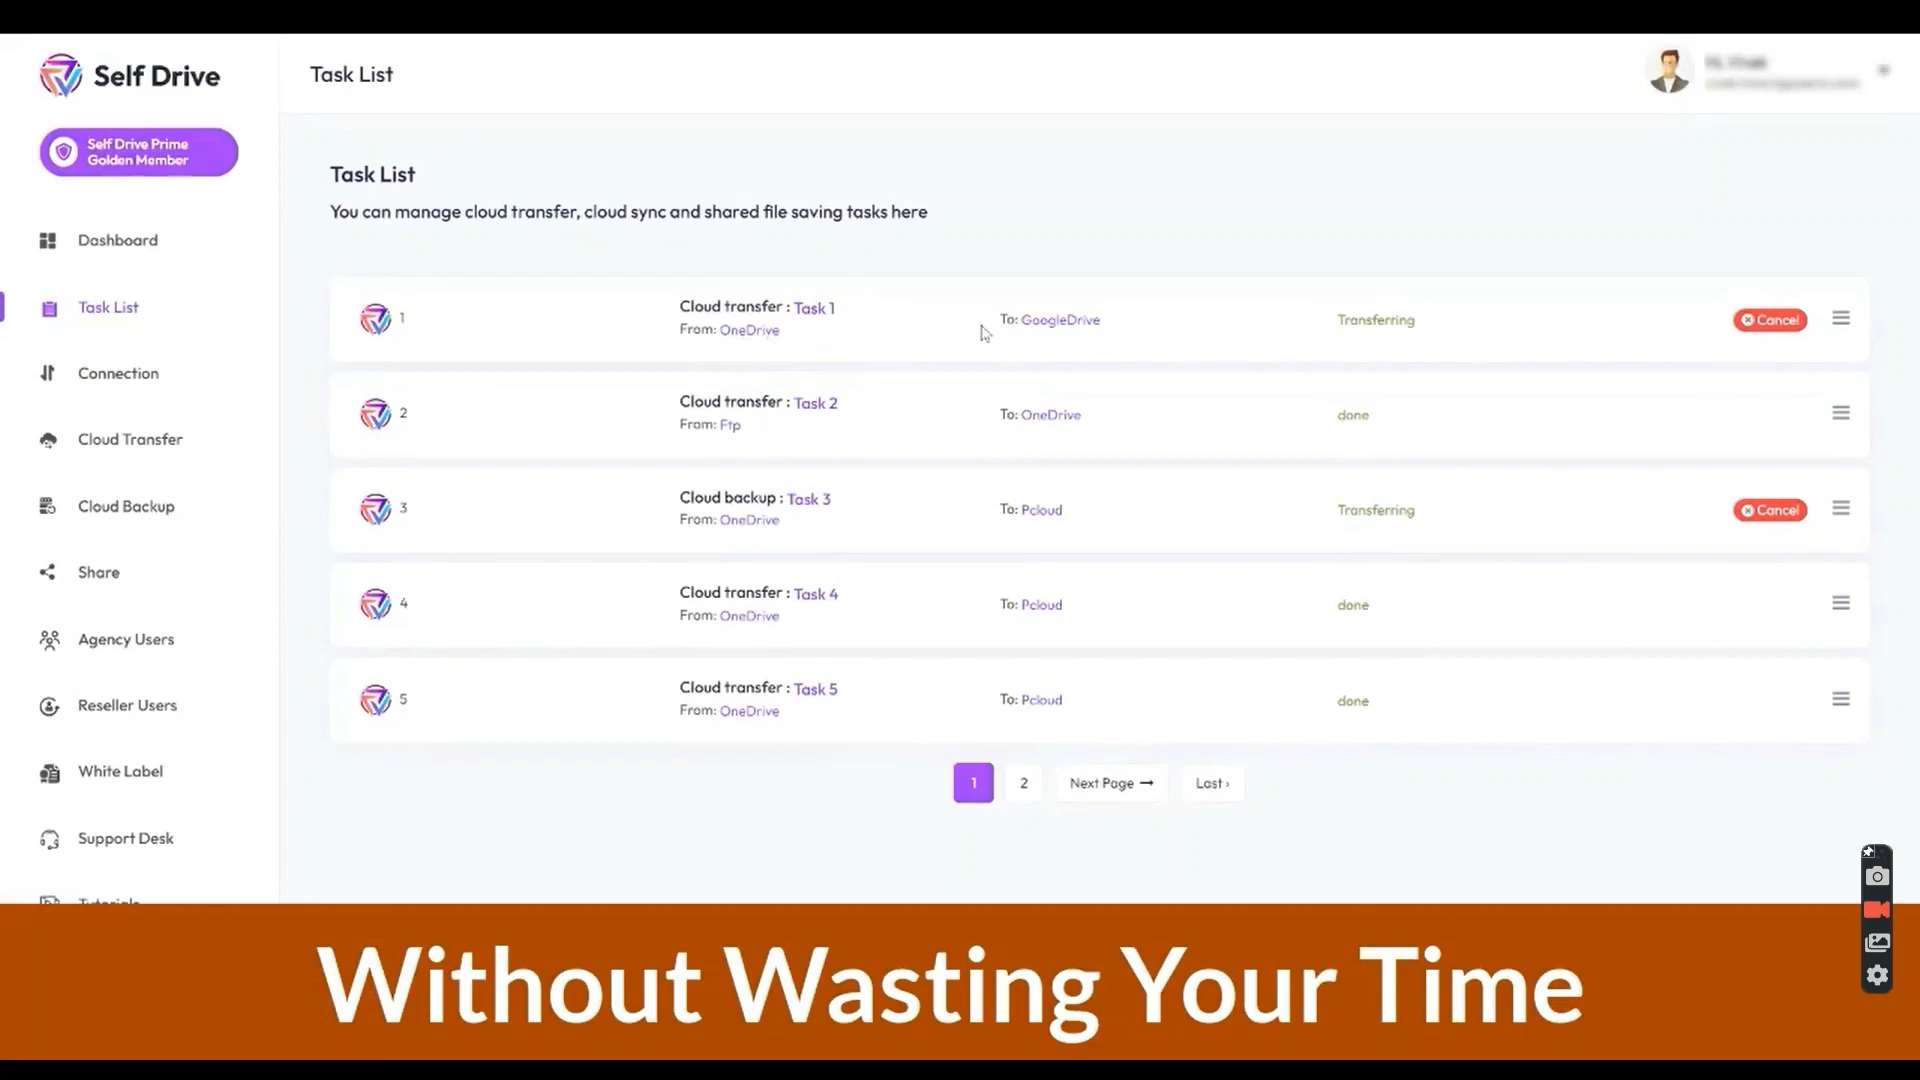 Self Drive
Task List
Self Drive Prime
Golden Member
Dashboard
Task List
Connection
Cloud Transfer
Cloud Backup
Share
Agency Users
Reseller Users
White Label
Support Desk
Tutorials
Task List
You can manage cloud transfer, cloud sync and shared file saving tasks here
1
Cloud transfer : Task 1
From: OneDrive
To: GoogleDrive
Transferring
Cancel
2
Cloud transfer : Task 2
From: Ftp
To: OneDrive
done
3
Cloud backup : Task 3
From: OneDrive
To: Pcloud
Transferring
Cancel
4
Cloud transfer : Task 4
From: OneDrive
To: Pcloud
done
5
Cloud transfer : Task 5
From: OneDrive
To: Pcloud
done
1 2 Next Page → Last ›
Without Wasting Your Time